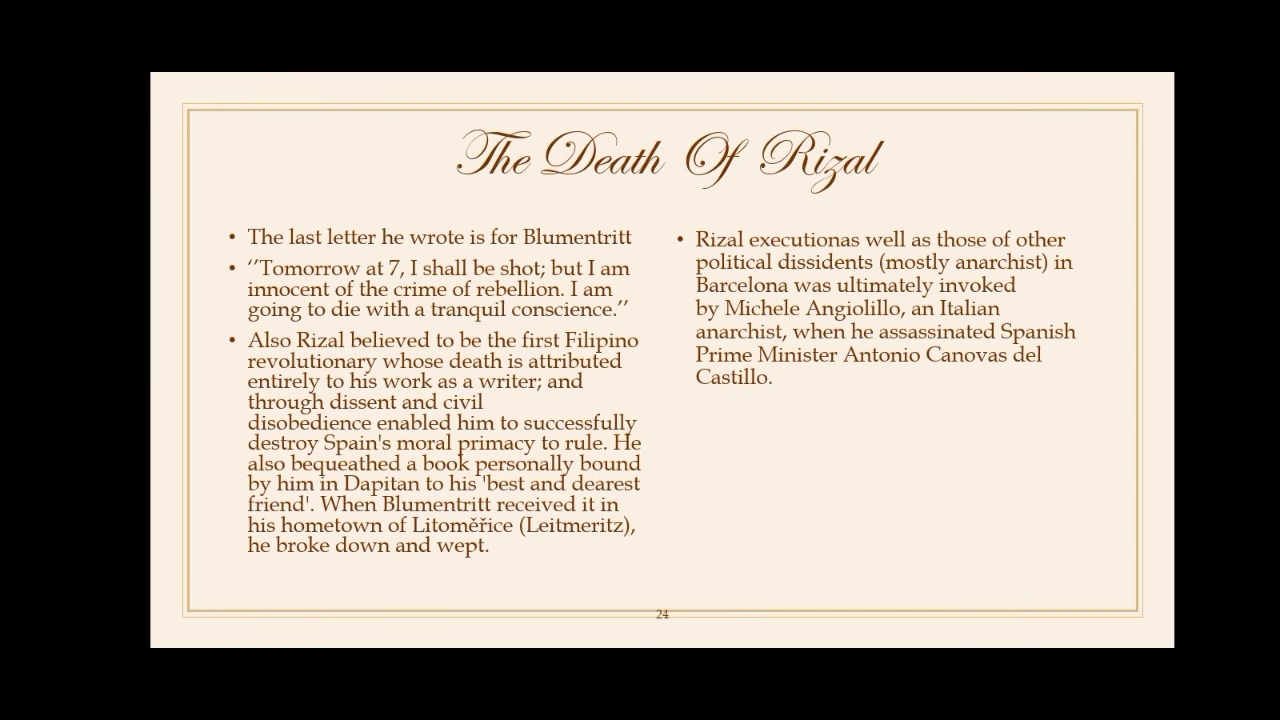 The Death Of Rizal
• The last letter he wrote is for Blumentritt
• ‘’Tomorrow at 7, I shall be shot; but I am
innocent of the crime of rebellion. I am
going to die with a tranquil conscience.’’
• Also Rizal believed to be the first Filipino
revolutionary whose death is attributed
entirely to his work as a writer; and
through dissent and civil
disobedience enabled him to successfully
destroy Spain's moral primacy to rule. He
also bequeathed a book personally bound
by him in Dapitan to his 'best and dearest
friend'. When Blumentritt received it in
his hometown of Litoměřice (Leitmeritz),
he broke down and wept.
• Rizal executionas well as those of other
political dissidents (mostly anarchist) in
Barcelona was ultimately invoked
by Michele Angiolillo, an Italian
anarchist, when he assassinated Spanish
Prime Minister Antonio Canovas del
Castillo.
24